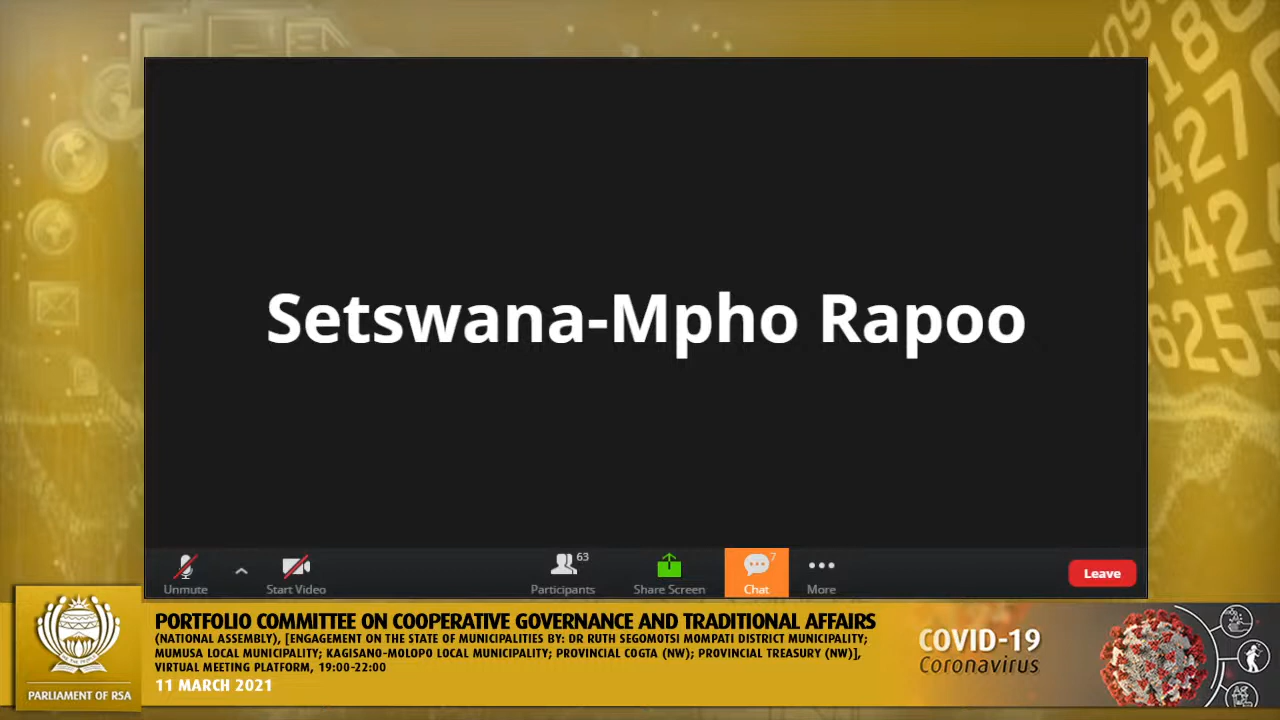 Setswana-Mpho Rapoo
Unmute
Start Video
63
Participants
Share Screen
7
Chat
More
Leave
PARLIAMENT OF RSA
PORTFOLIO COMMITTEE ON COOPERATIVE GOVERNANCE AND TRADITIONAL AFFAIRS
(NATIONAL ASSEMBLY), [ENGAGEMENT ON THE STATE OF MUNICIPALITIES BY: DR RUTH SEGOMOTSI MOMPATI DISTRICT MUNICIPALITY;
MUMUSA LOCAL MUNICIPALITY; KAGISANO-MOLOPO LOCAL MUNICIPALITY; PROVINCIAL COGTA (NW); PROVINCIAL TREASURY (NW)],
VIRTUAL MEETING PLATFORM, 19:00-22:00
11 MARCH 2021
COVID-19
Coronavirus